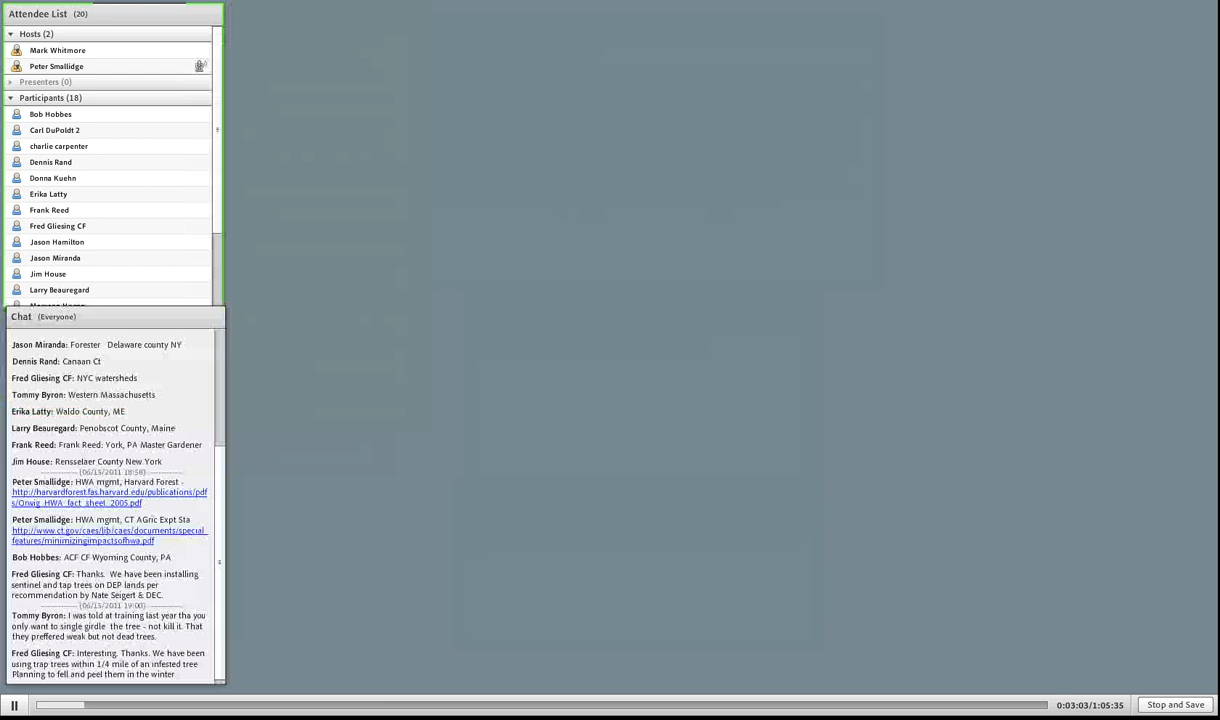 Attendee List (20)
Hosts (2)
Mark Whitmore
Peter Smallidge
Presenters (0)
Participants (18)
Bob Hobbes
Carl DuPoldt 2
charlie carpenter
Dennis Rand
Donna Kuehn
Erika Latty
Frank Reed
Fred Gliesing CF
Jason Hamilton
Jason Miranda
Jim House
Larry Beauregard
Chat (Everyone)
Jason Miranda: Forester Delaware county NY
Dennis Rand: Canaan Ct
Fred Gliesing CF: NYC watersheds
Tommy Byron: Western Massachusetts
Erika Latty: Waldo County, ME
Larry Beauregard: Penobscot County, Maine
Frank Reed: Frank Reed: York, PA Master Gardener
Jim House: Rensselaer County New York
(06/15/2011 18:58)
Peter Smallidge: HWA mgmt, Harvard Forest -
http://harvardforest.fas.harvard.edu/publications/pdf
s/Orwig_HWA_fact_sheet_2005.pdf
Peter Smallidge: HWA mgmt, CT AGric Expt Sta
http://www.ct.gov/caes/lib/caes/documents/special_
features/minimizingimpactsofhwa.pdf
Bob Hobbes: ACF CF Wyoming County, PA
Fred Gliesing CF: Thanks. We have been installing
sentinel and tap trees on DEP lands per
recommendation by Nate Seigert & DEC.
(06/15/2011 19:00)
Tommy Byron: I was told at training last year tha you
only want to single girdle the tree - not kill it. That
they preffered weak but not dead trees.
Fred Gliesing CF: Interesting. Thanks. We have been
using trap trees within 1/4 mile of an infested tree
Planning to fell and peel them in the winter
0:03:03/1:05:35
Stop and Save